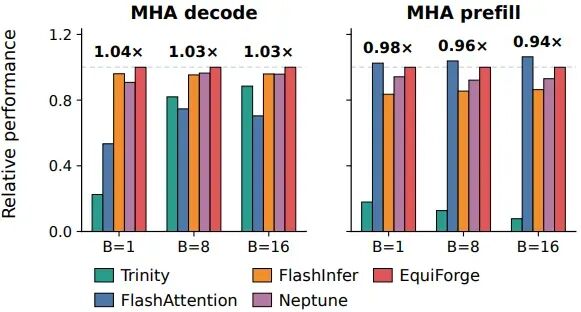 MHA decode
MHA prefill
Relative performance
1.2
0.8
0.4
0.0
1.04×
1.03×
1.03×
0.98×
0.96×
0.94×
B=1
B=8
B=16
B=1
B=8
B=16
Trinity
FlashInfer
EquiForge
FlashAttention
Neptune